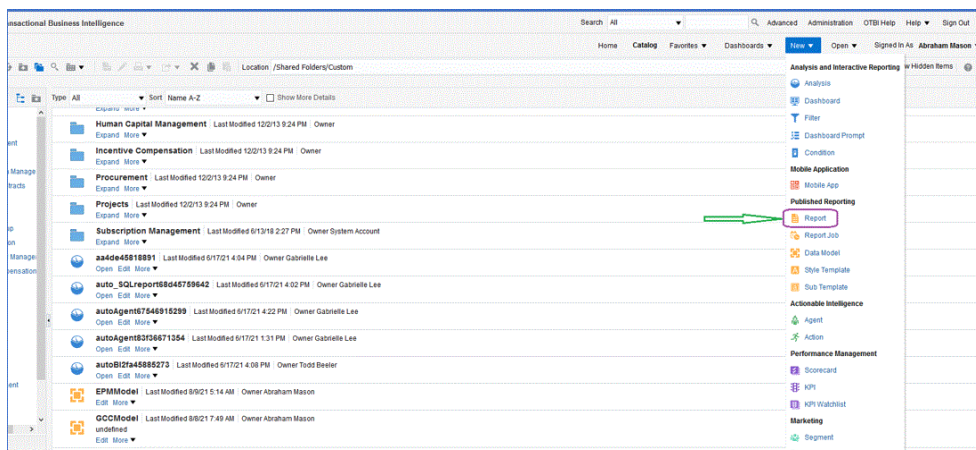 ansactional Business Intelligence Search All Advanced Administration OTBI Help Help Sign Out
Home Catalog Favorites Dashboards New Open Signed In As Abraham Mason
Location /Shared Folders/Custom
w Hidden Items
Type All Sort Name A-Z Show More Details
Expand More
Human Capital Management Last Modified 12/2/13 9:24 PM Owner
Expand More
Incentive Compensation Last Modified 12/2/13 9:24 PM Owner
Expand More
Procurement Last Modified 12/2/13 9:24 PM Owner
Expand More
Projects Last Modified 12/2/13 9:24 PM Owner
Expand More
Subscription Management Last Modified 6/13/18 2:27 PM Owner System Account
Expand More
aa4de45818891 Last Modified 6/17/21 4:04 PM Owner Gabrielle Lee
Open Edit More
auto_SQLreport68d45759642 Last Modified 6/17/21 4:02 PM Owner Gabrielle Lee
Open Edit More
autoAgent67546915299 Last Modified 6/17/21 4:22 PM Owner Gabrielle Lee
Open Edit More
autoAgent83f36671354 Last Modified 6/17/21 1:31 PM Owner Gabrielle Lee
Open Edit More
autoBI2fa45885273 Last Modified 6/17/21 4:08 PM Owner Todd Beeler
Open Edit More
EPMModel Last Modified 8/9/21 5:14 AM Owner Abraham Mason
Edit More
GCCModel Last Modified 8/8/21 7:49 AM Owner Abraham Mason
undefined
Edit More
ent
Manage
tracts
on
Manage
ensation
ent
Analysis and Interactive Reporting
Analysis
Dashboard
Filter
Dashboard Prompt
Condition
Mobile Application
Mobile App
Published Reporting
Report
Report Job
Data Model
Style Template
Sub Template
Actionable Intelligence
Agent
Action
Performance Management
Scorecard
KPI
KPI Watchlist
Marketing
Segment